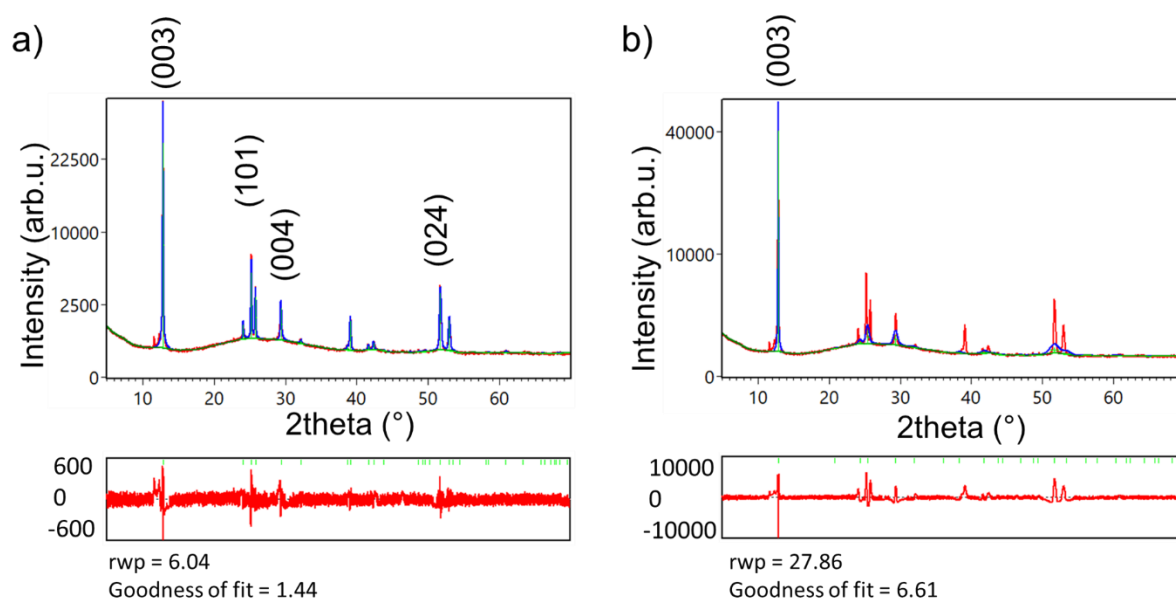 a)
(003)
(101)
(004)
(024)
Intensity (arb.u.)
22500
10000
2500
0
10 20 30 40 50 60
2theta (°)
600
0
-600
rwp = 6.04
Goodness of fit = 1.44
b)
(003)
Intensity (arb.u.)
40000
10000
0
10 20 30 40 50 60
2theta (°)
10000
0
-10000
rwp = 27.86
Goodness of fit = 6.61